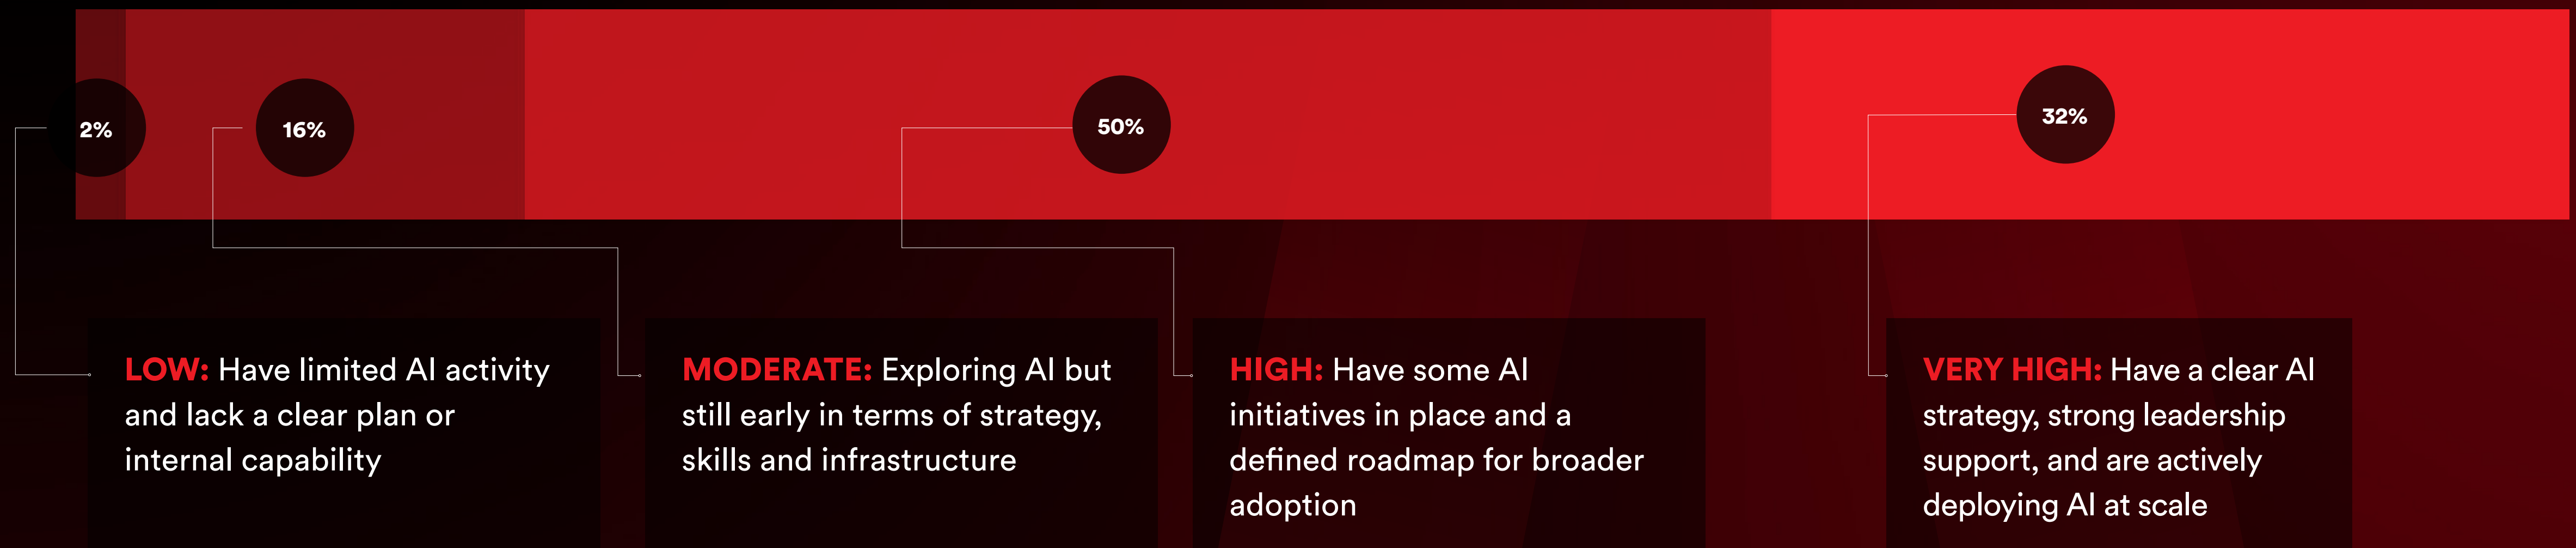 2%
16%
50%
32%
LOW: Have limited AI activity
and lack a clear plan or
internal capability
MODERATE: Exploring AI but
still early in terms of strategy,
skills and infrastructure
HIGH: Have some AI
initiatives in place and a
defined roadmap for broader
adoption
VERY HIGH: Have a clear AI
strategy, strong leadership
support, and are actively
deploying AI at scale